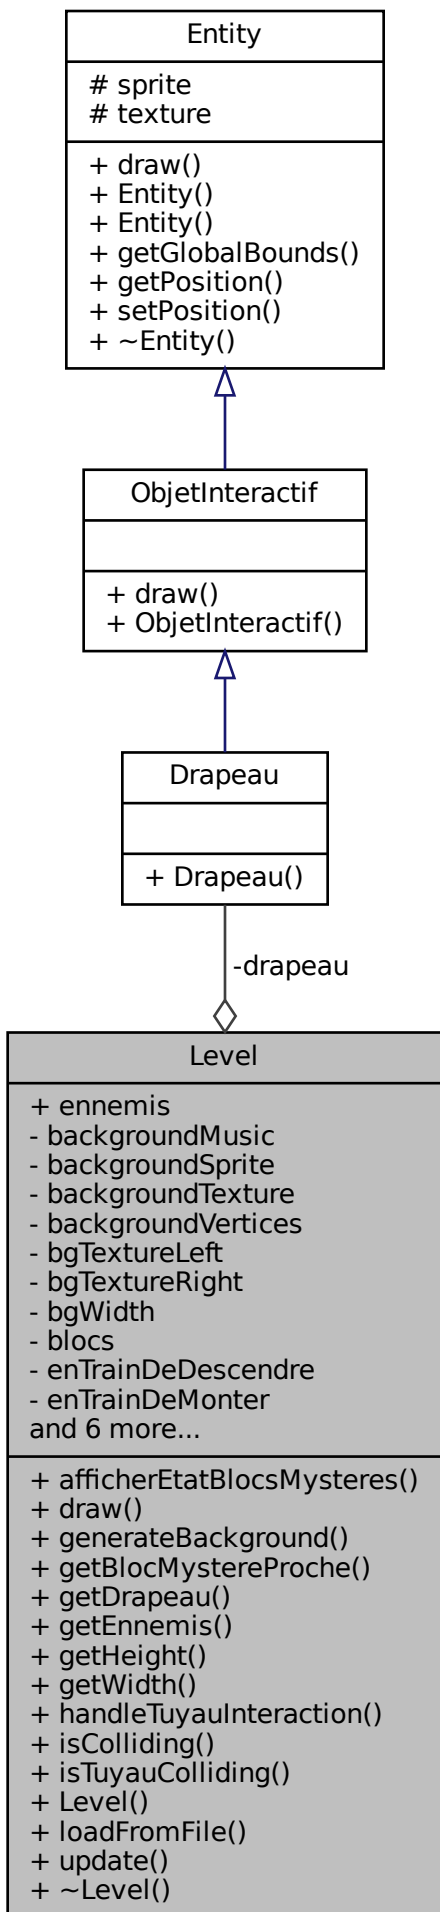 Entity
# sprite
# texture
+ draw()
+ Entity()
+ Entity()
+ getGlobalBounds()
+ getPosition()
+ setPosition()
+ ~Entity()
ObjetInteractif
+ draw()
+ ObjetInteractif()
Drapeau
+ Drapeau()
-drapeau
Level
+ ennemis
- backgroundMusic
- backgroundSprite
- backgroundTexture
- backgroundVertices
- bgTextureLeft
- bgTextureRight
- bgWidth
- blocs
- enTrainDeDescendre
- enTrainDeMonter
and 6 more...
+ afficherEtatBlocsMysteres()
+ draw()
+ generateBackground()
+ getBlocMystereProche()
+ getDrapeau()
+ getEnnemis()
+ getHeight()
+ getWidth()
+ handleTuyauInteraction()
+ isColliding()
+ isTuyauColliding()
+ Level()
+ loadFromFile()
+ update()
+ ~Level()